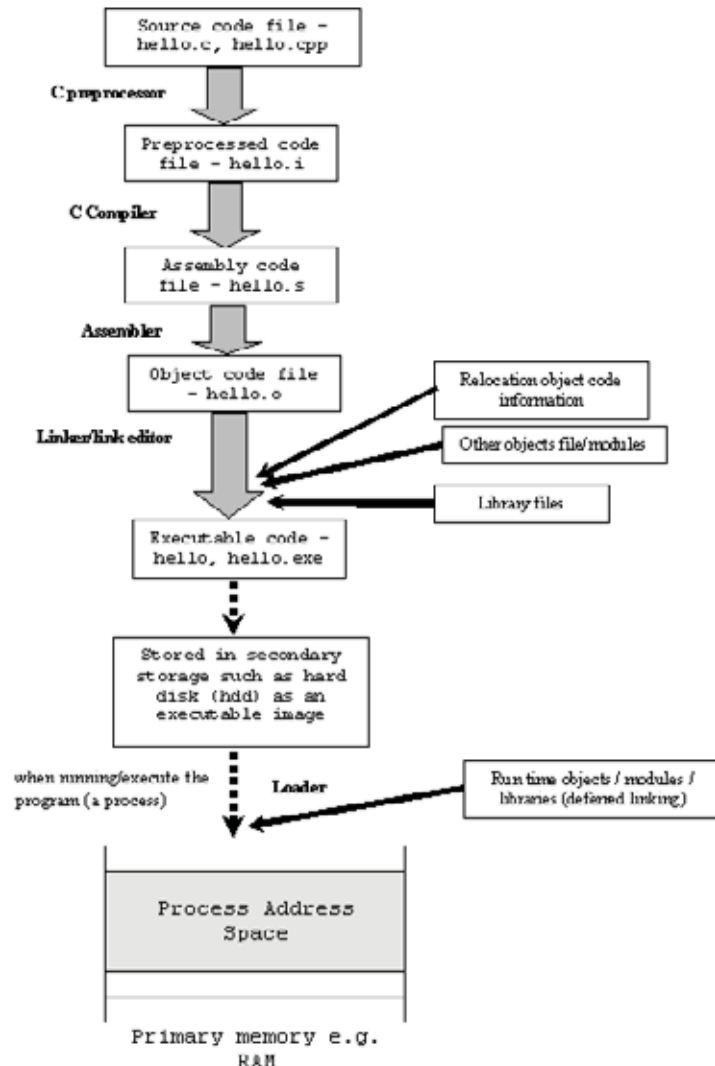 Source code file -
hello.c, hello.cpp
C preprocessor
Preprocessed code
file - hello.i
C Compiler
Assembly code
file - hello.s
Assembler
Object code file
- hello.o
Relocation object code
information
Linker/link editor
Other objects file/modules
Library files
Executable code -
hello, hello.exe
Stored in secondary
storage such as hard
disk (hdd) as an
executable image
when running/execute the
program (a process)
Loader
Run time objects / modules /
libraries (deferred linking)
Process Address
Space
Primary memory e.g.
RAM